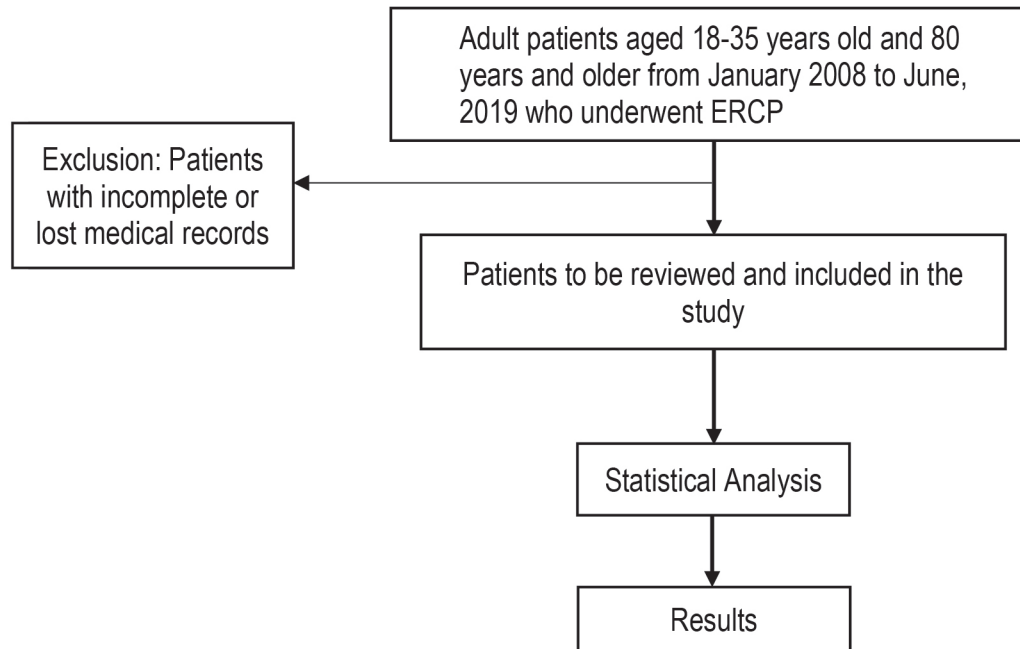 Adult patients aged 18-35 years old and 80
years and older from January 2008 to June,
2019 who underwent ERCP
Exclusion: Patients
with incomplete or
lost medical records
Patients to be reviewed and included in the
study
Statistical Analysis
Results